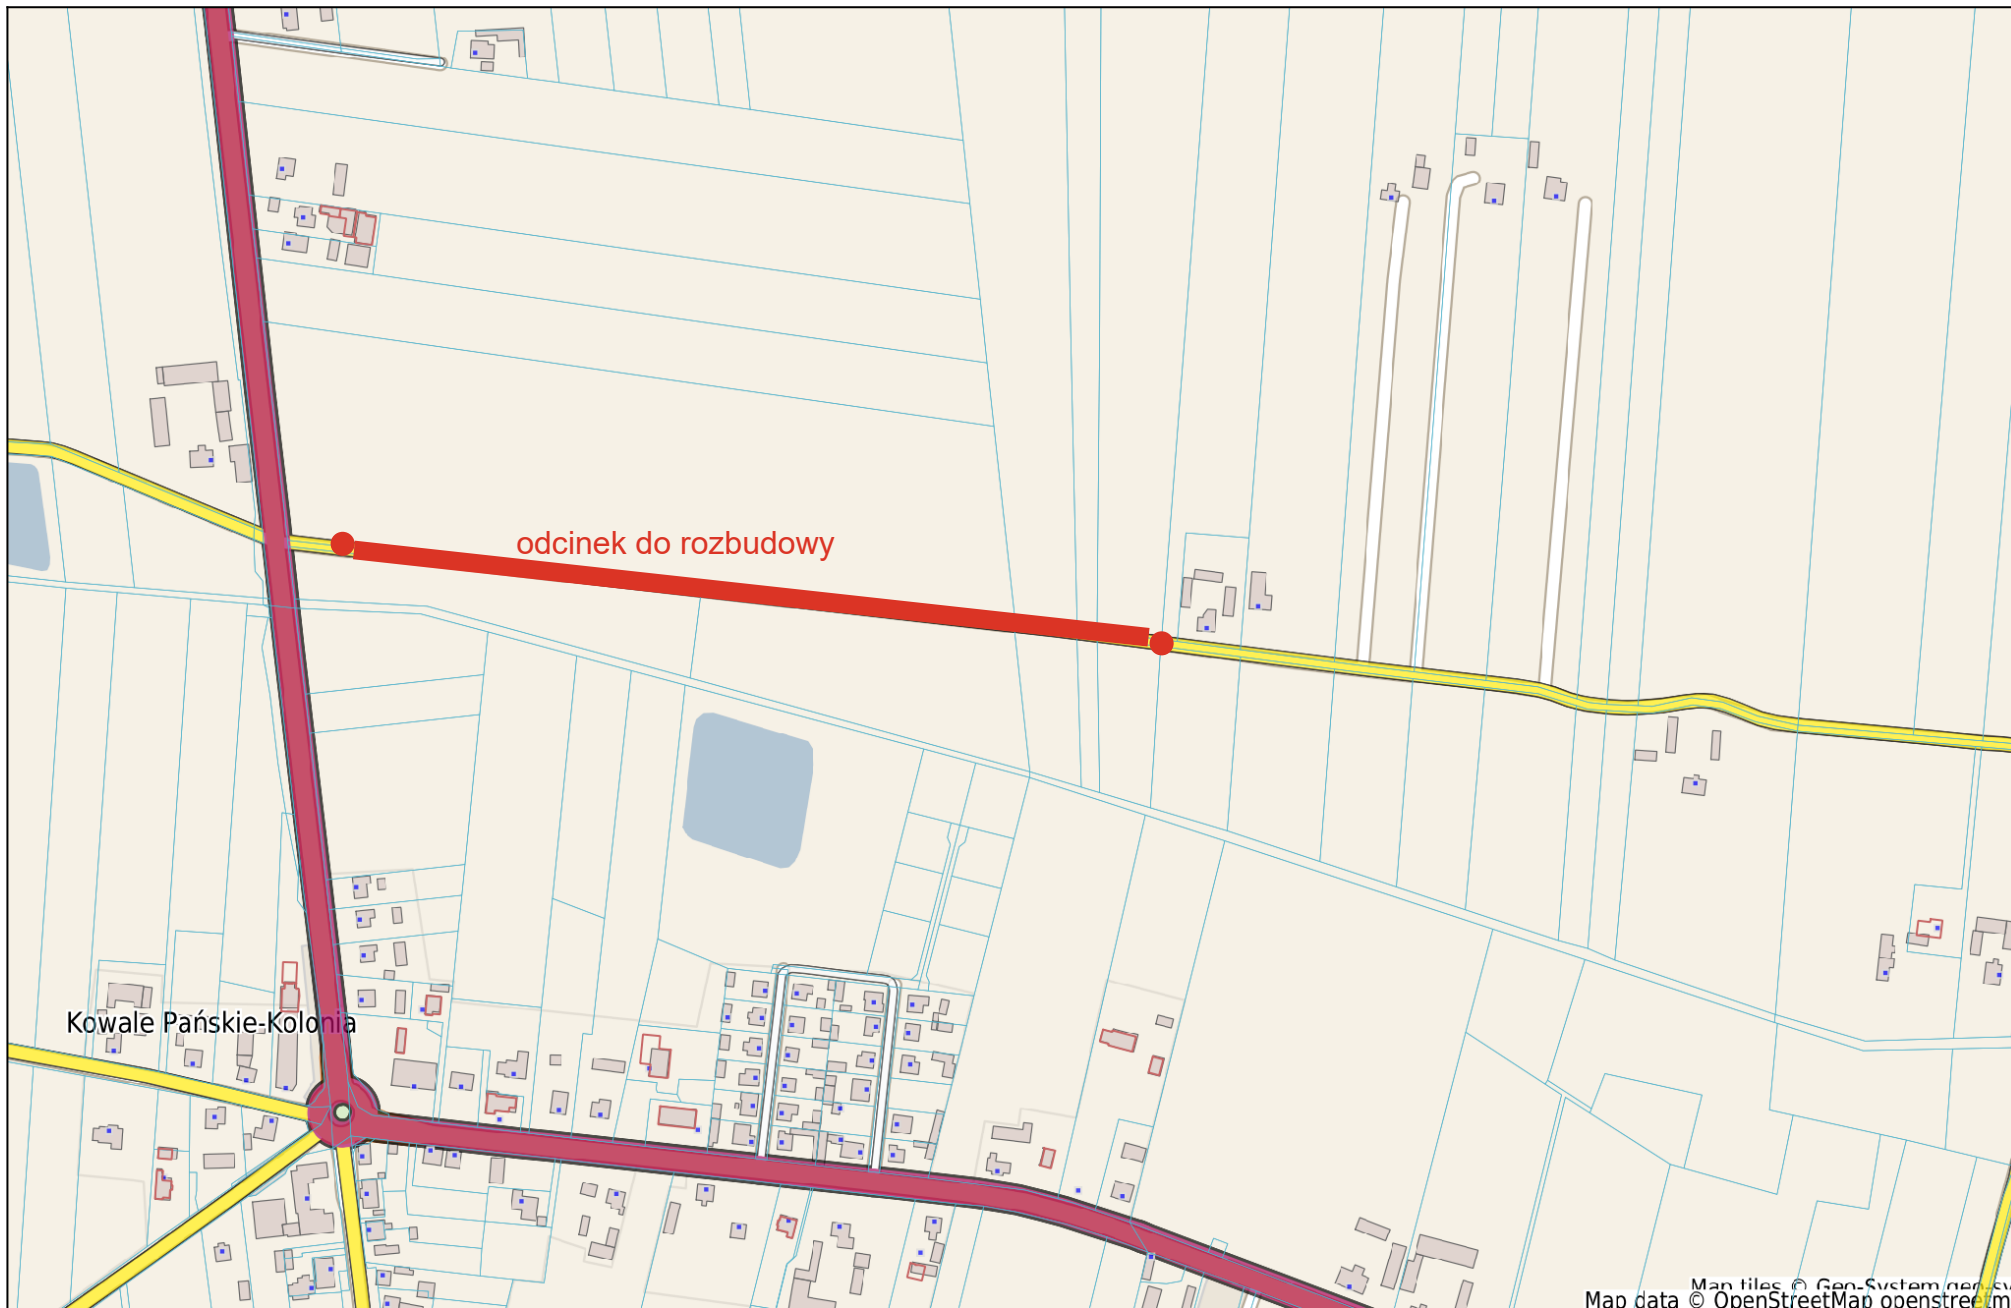 odcinek do rozbudowy
Kowale Pańskie-Kolonia
Map tiles © Geo-System
Map data © OpenStreetMap